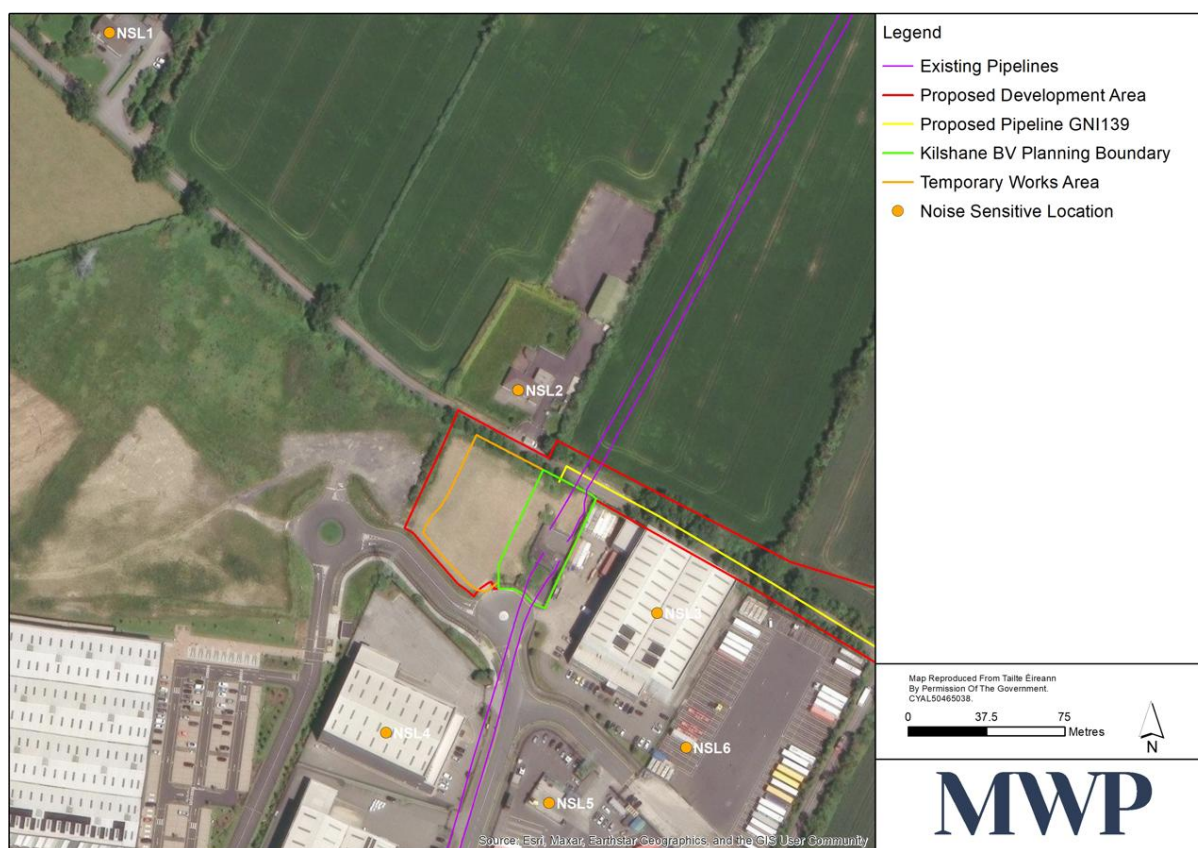 NSL1
NSL2
NSL3
NSL4
NSL6
NSL5
Source: Esri, Maxar, Earthstar Geographics, and the GIS User Community
Legend
Existing Pipelines
Proposed Development Area
Proposed Pipeline GNI139
Kilshane BV Planning Boundary
Temporary Works Area
Noise Sensitive Location
Map Reproduced From Tailte Éireann
By Permission Of The Government.
CYAL50465038.
0 37.5 75
Metres
N
MWP